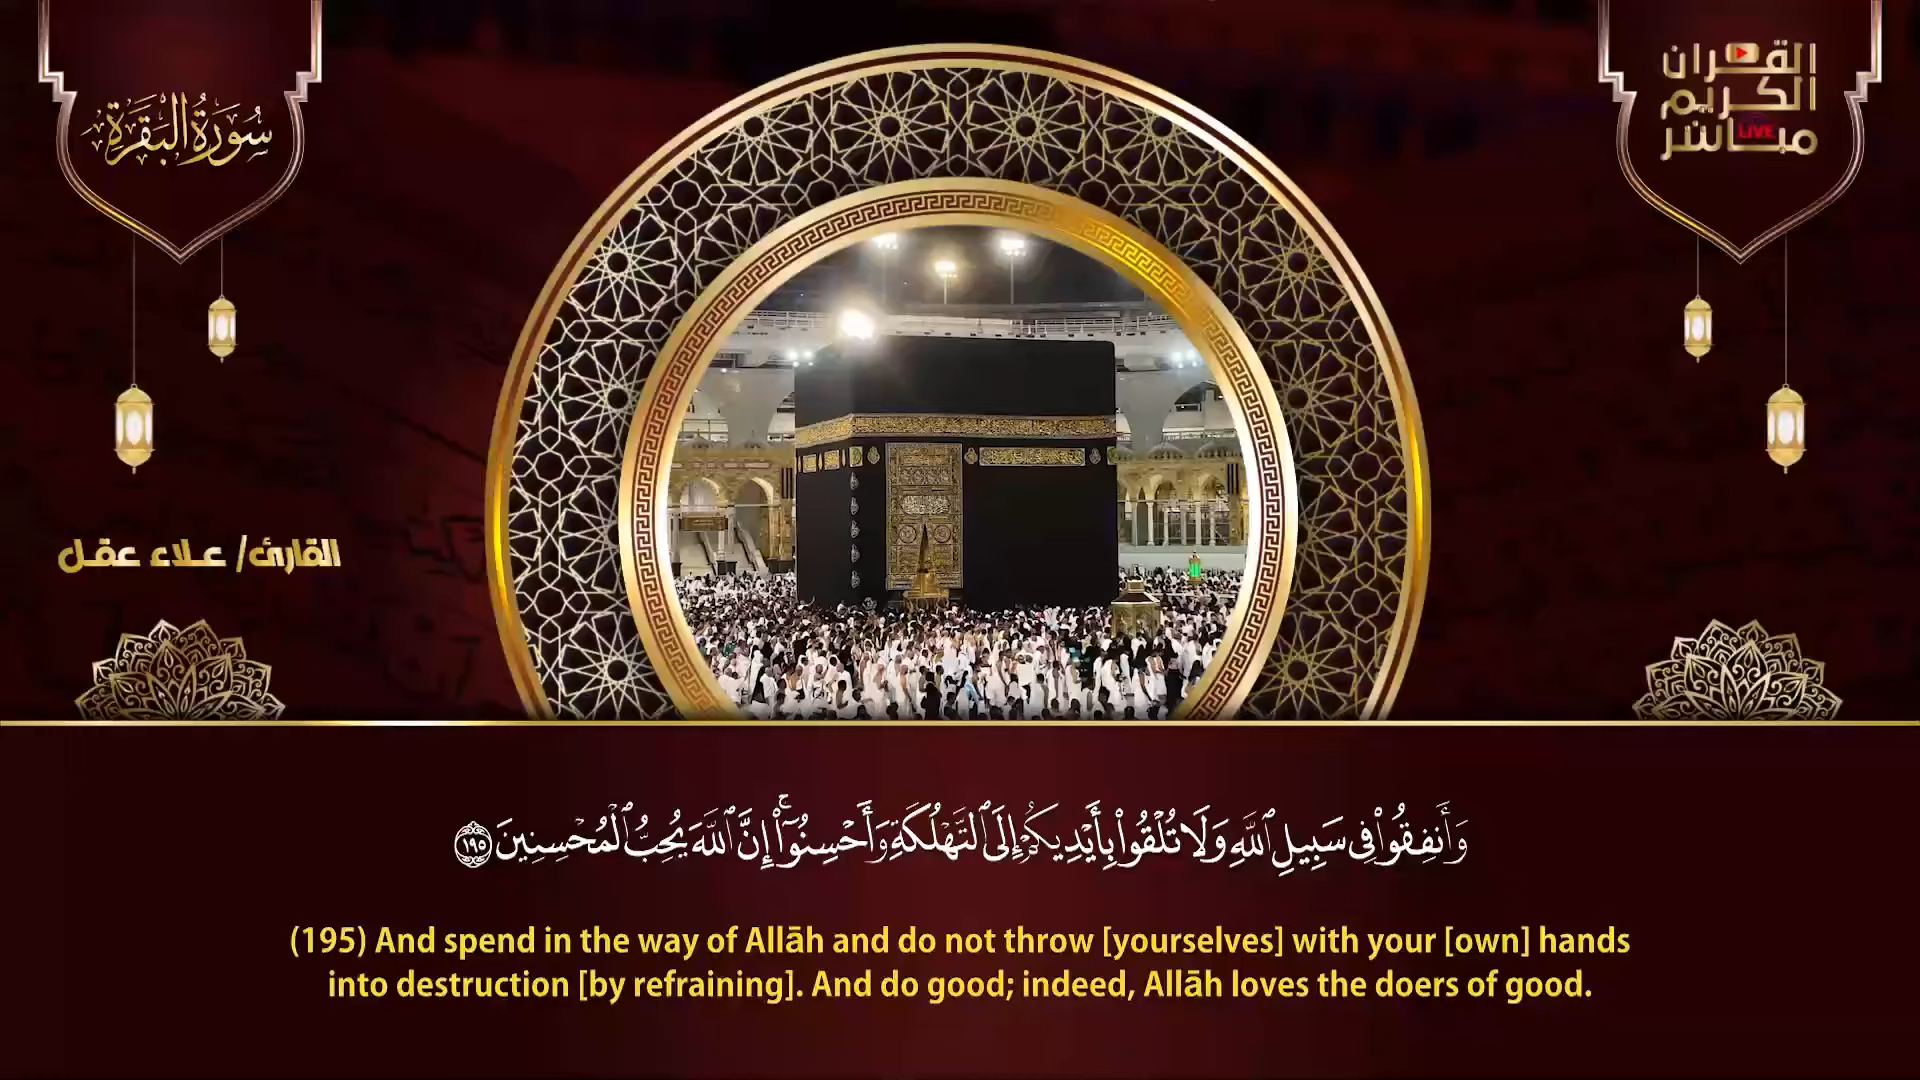 سُورَةُ البَقَرَةِ
القرآن
الكريم
مباشر
LIVE
القارئ/ علاء عقل
وَأَنفِقُوا۟ فِى سَبِيلِ ٱللَّهِ وَلَا تُلْقُوا۟ بِأَيْدِيكُمْ إِلَى ٱلتَّهْلُكَةِ وَأَحْسِنُوٓا۟ ۛ إِنَّ ٱللَّهَ يُحِبُّ ٱلْمُحْسِنِينَ ١٩٥
(195) And spend in the way of Allāh and do not throw [yourselves] with your [own] hands
into destruction [by refraining]. And do good; indeed, Allāh loves the doers of good.